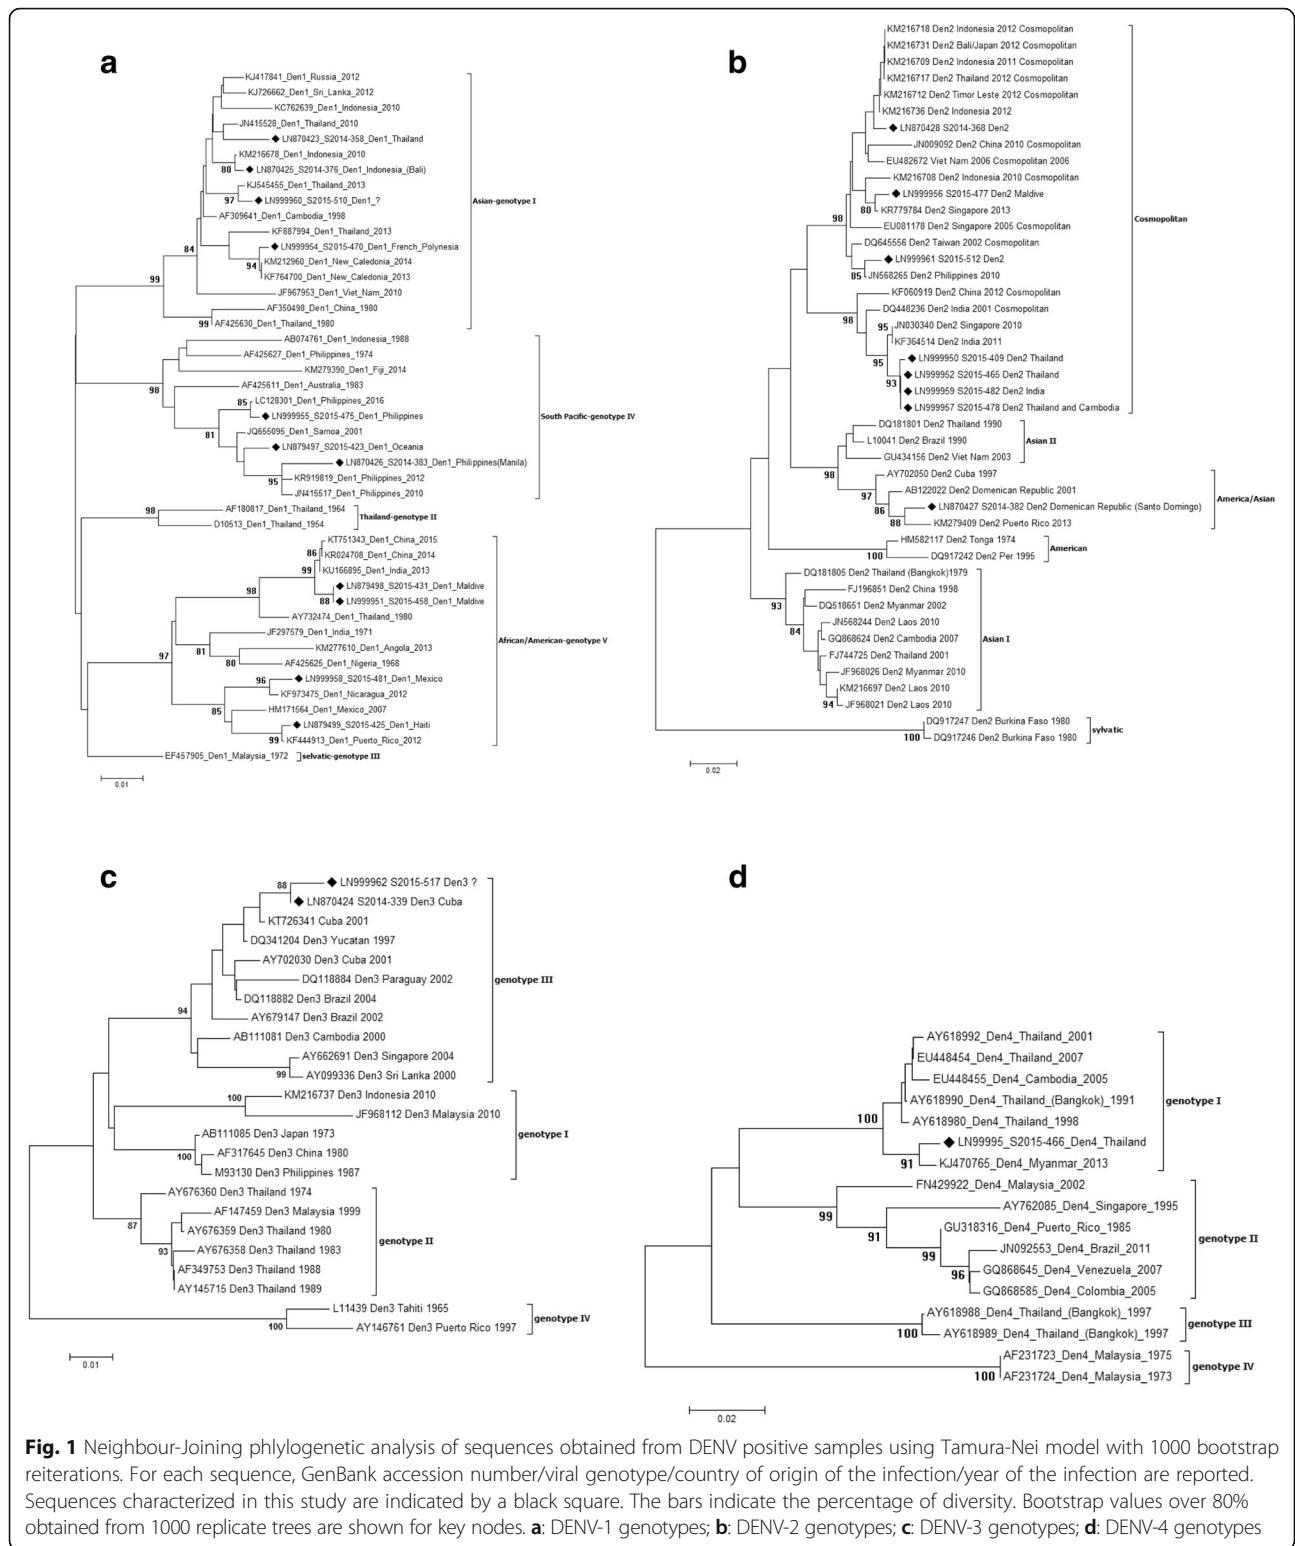 a
KJ417841_Den1_Russia_2012
KJ726662_Den1_Sri_Lanka_2012
KC762639_Den1_Indonesia_2010
JN415528_Den1_Thailand_2010
LN870423_S2014-358_Den1_Thailand
KM216678_Den1_Indonesia_2010
80
LN870425_S2014-376_Den1_Indonesia_(Bali)
KJ545455_Den1_Thailand_2013
97
LN999960_S2015-510_Den1_?
Asian-genotype I
AF309641_Den1_Cambodia_1998
KF887994_Den1_Thailand_2013
84
LN999954_S2015-470_Den1_French_Polynesia
KM212960_Den1_New_Caledonia_2014
94
KF764700_Den1_New_Caledonia_2013
99
JF967953_Den1_Viet_Nam_2010
AF350498_Den1_China_1980
99
AF425630_Den1_Thailand_1980
AB074761_Den1_Indonesia_1988
AF425627_Den1_Philippines_1974
KM279390_Den1_Fiji_2014
98
AF425611_Den1_Australia_1983
85
LC128301_Den1_Philippines_2016
LN999955_S2015-475_Den1_Philippines
South Pacific-genotype IV
81
JQ655095_Den1_Samoa_2001
LN879497_S2015-423_Den1_Oceania
LN870426_S2014-383_Den1_Philippines(Manila)
95
KR919819_Den1_Philippines_2012
JN415517_Den1_Philippines_2010
98
AF180817_Den1_Thailand_1964
Thailand-genotype II
D10513_Den1_Thailand_1954
KT751343_Den1_China_2015
86
KR024708_Den1_China_2014
99
KU166895_Den1_India_2013
98
LN879498_S2015-431_Den1_Maldive
88
LN999951_S2015-458_Den1_Maldive
AY732474_Den1_Thailand_1980
JF297579_Den1_India_1971
African/American-genotype V
97
81
KM277610_Den1_Angola_2013
80
AF425625_Den1_Nigeria_1968
96
LN999958_S2015-481_Den1_Mexico
KF973475_Den1_Nicaragua_2012
85
HM171564_Den1_Mexico_2007
LN879499_S2015-425_Den1_Haiti
99
KF444913_Den1_Puerto_Rico_2012
EF457905_Den1_Malaysia_1972
selvatic-genotype III
0.01
b
KM216718 Den2 Indonesia 2012 Cosmopolitan
KM216731 Den2 Bali/Japan 2012 Cosmopolitan
KM216709 Den2 Indonesia 2011 Cosmopolitan
KM216717 Den2 Thailand 2012 Cosmopolitan
KM216712 Den2 Timor Leste 2012 Cosmopolitan
KM216736 Den2 Indonesia 2012
LN870428 S2014-368 Den2
JN009092 Den2 China 2010 Cosmopolitan
EU482672 Viet Nam 2006 Cosmopolitan 2006
KM216708 Den2 Indonesia 2010 Cosmopolitan
LN999956 S2015-477 Den2 Maldive
80
KR779784 Den2 Singapore 2013
98
Cosmopolitan
EU081178 Den2 Singapore 2005 Cosmopolitan
DQ645556 Den2 Taiwan 2002 Cosmopolitan
LN999961 S2015-512 Den2
85
JN568265 Den2 Philippines 2010
KF060919 Den2 China 2012 Cosmopolitan
98
DQ448236 Den2 India 2001 Cosmopolitan
95
JN030340 Den2 Singapore 2010
KF364514 Den2 India 2011
95
LN999950 S2015-409 Den2 Thailand
LN999952 S2015-465 Den2 Thailand
93
LN999959 S2015-482 Den2 India
LN999957 S2015-478 Den2 Thailand and Cambodia
DQ181801 Den2 Thailand 1990
L10041 Den2 Brazil 1990
Asian II
GU434156 Den2 Viet Nam 2003
98
AY702050 Den2 Cuba 1997
97
AB122022 Den2 Domenican Republic 2001
America/Asian
86
LN870427 S2014-382 Den2 Domenican Republic (Santo Domingo)
88
KM279409 Den2 Puerto Rico 2013
HM582117 Den2 Tonga 1974
American
100
DQ917242 Den2 Per 1995
DQ181805 Den2 Thailand (Bangkok)1979
93
FJ196851 Den2 China 1998
DQ518651 Den2 Myanmar 2002
84
JN568244 Den2 Laos 2010
GQ868624 Den2 Cambodia 2007
Asian I
FJ744725 Den2 Thailand 2001
JF968026 Den2 Myanmar 2010
KM216697 Den2 Laos 2010
94
JF968021 Den2 Laos 2010
DQ917247 Den2 Burkina Faso 1980
sylvatic
100
DQ917246 Den2 Burkina Faso 1980
0.02
c
88
LN999962 S2015-517 Den3 ?
LN870424 S2014-339 Den3 Cuba
KT726341 Cuba 2001
DQ341204 Den3 Yucatan 1997
AY702030 Den3 Cuba 2001
DQ118884 Den3 Paraguay 2002
genotype III
DQ118882 Den3 Brazil 2004
94
AY679147 Den3 Brazil 2002
AB111081 Den3 Cambodia 2000
AY662691 Den3 Singapore 2004
99
AY099336 Den3 Sri Lanka 2000
100
KM216737 Den3 Indonesia 2010
JF968112 Den3 Malaysia 2010
genotype I
AB111085 Den3 Japan 1973
100
AF317645 Den3 China 1980
M93130 Den3 Philippines 1987
AY676360 Den3 Thailand 1974
87
AF147459 Den3 Malaysia 1999
AY676359 Den3 Thailand 1980
genotype II
93
AY676358 Den3 Thailand 1983
AF349753 Den3 Thailand 1988
AY145715 Den3 Thailand 1989
L11439 Den3 Tahiti 1965
genotype IV
100
AY146761 Den3 Puerto Rico 1997
0.01
d
AY618992_Den4_Thailand_2001
EU448454_Den4_Thailand_2007
EU448455_Den4_Cambodia_2005
genotype I
AY618990_Den4_Thailand_(Bangkok)_1991
100
AY618980_Den4_Thailand_1998
LN99995_S2015-466_Den4_Thailand
91
KJ470765_Den4_Myanmar_2013
FN429922_Den4_Malaysia_2002
99
AY762085_Den4_Singapore_1995
91
GU318316_Den4_Puerto_Rico_1985
genotype II
99
JN092553_Den4_Brazil_2011
96
GQ868645_Den4_Venezuela_2007
GQ868585_Den4_Colombia_2005
AY618988_Den4_Thailand_(Bangkok)_1997
genotype III
100
AY618989_Den4_Thailand_(Bangkok)_1997
AF231723_Den4_Malaysia_1975
genotype IV
100
AF231724_Den4_Malaysia_1973
0.02
Fig. 1 Neighbour-Joining phlylogenetic analysis of sequences obtained from DENV positive samples using Tamura-Nei model with 1000 bootstrap
reiterations. For each sequence, GenBank accession number/viral genotype/country of origin of the infection/year of the infection are reported.
Sequences characterized in this study are indicated by a black square. The bars indicate the percentage of diversity. Bootstrap values over 80%
obtained from 1000 replicate trees are shown for key nodes. a: DENV-1 genotypes; b: DENV-2 genotypes; c: DENV-3 genotypes; d: DENV-4 genotypes